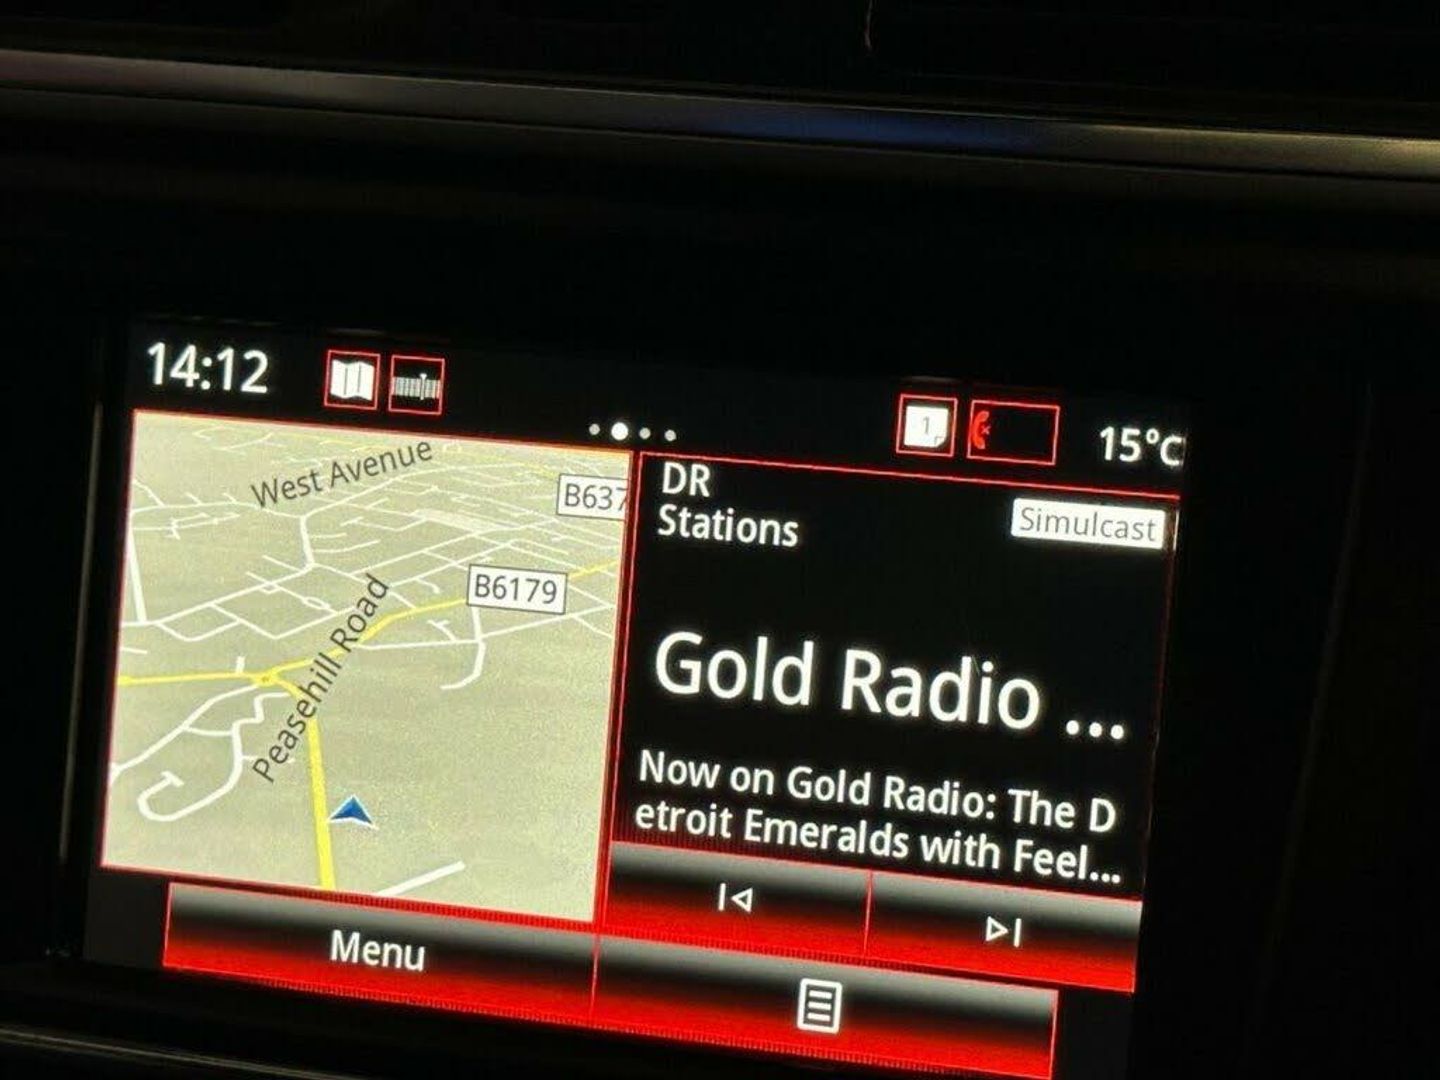 14:12
1
15°C
West Avenue
B637
B6179
Peasehill Road
DR
Stations
Simulcast
Gold Radio ...
Now on Gold Radio: The D
etroit Emeralds with Feel...
Menu